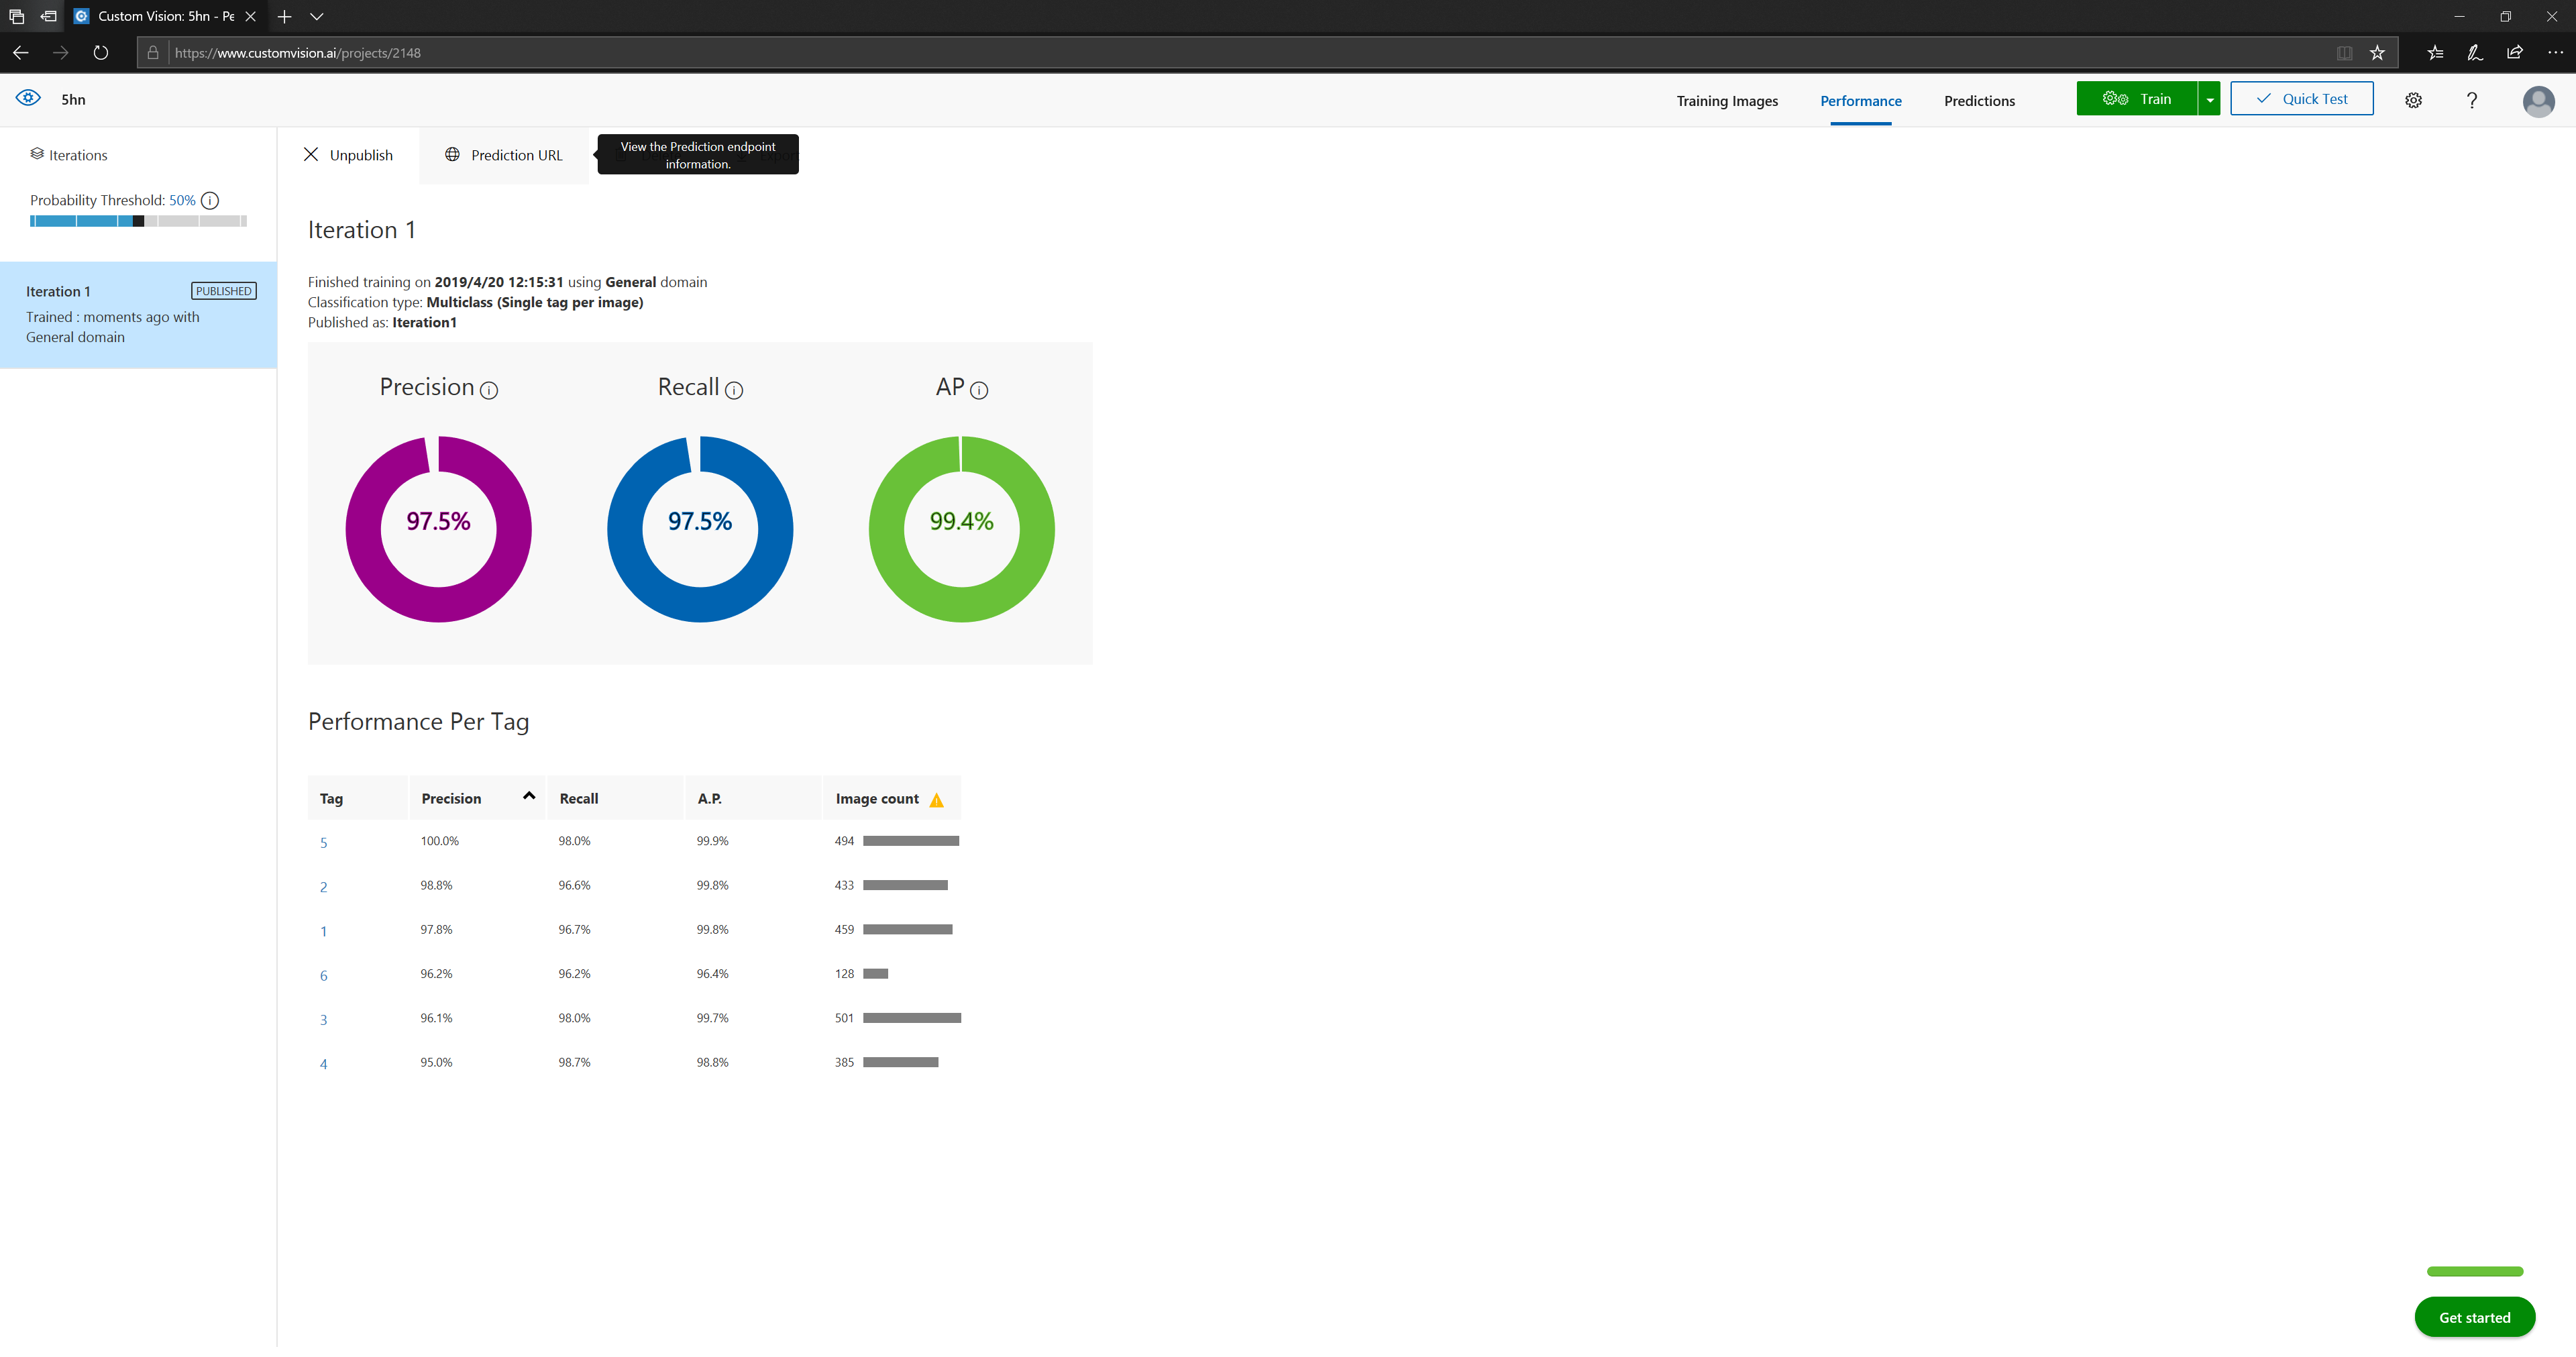 Custom Vision: 5hn - Pe
https://www.customvision.ai/projects/2148
5hn
Training Images
Performance
Predictions
Train
Quick Test
?
Iterations
Unpublish
Prediction URL
View the Prediction endpoint
information.
Probability Threshold: 50%
Iteration 1
PUBLISHED
Trained : moments ago with
General domain
Iteration 1
Finished training on 2019/4/20 12:15:31 using General domain
Classification type: Multiclass (Single tag per image)
Published as: Iteration1
Precision
Recall
AP
97.5%
97.5%
99.4%
Performance Per Tag
Tag Precision Recall A.P. Image count
5 100.0% 98.0% 99.9% 494
2 98.8% 96.6% 99.8% 433
1 97.8% 96.7% 99.8% 459
6 96.2% 96.2% 96.4% 128
3 96.1% 98.0% 99.7% 501
4 95.0% 98.7% 98.8% 385
Get started